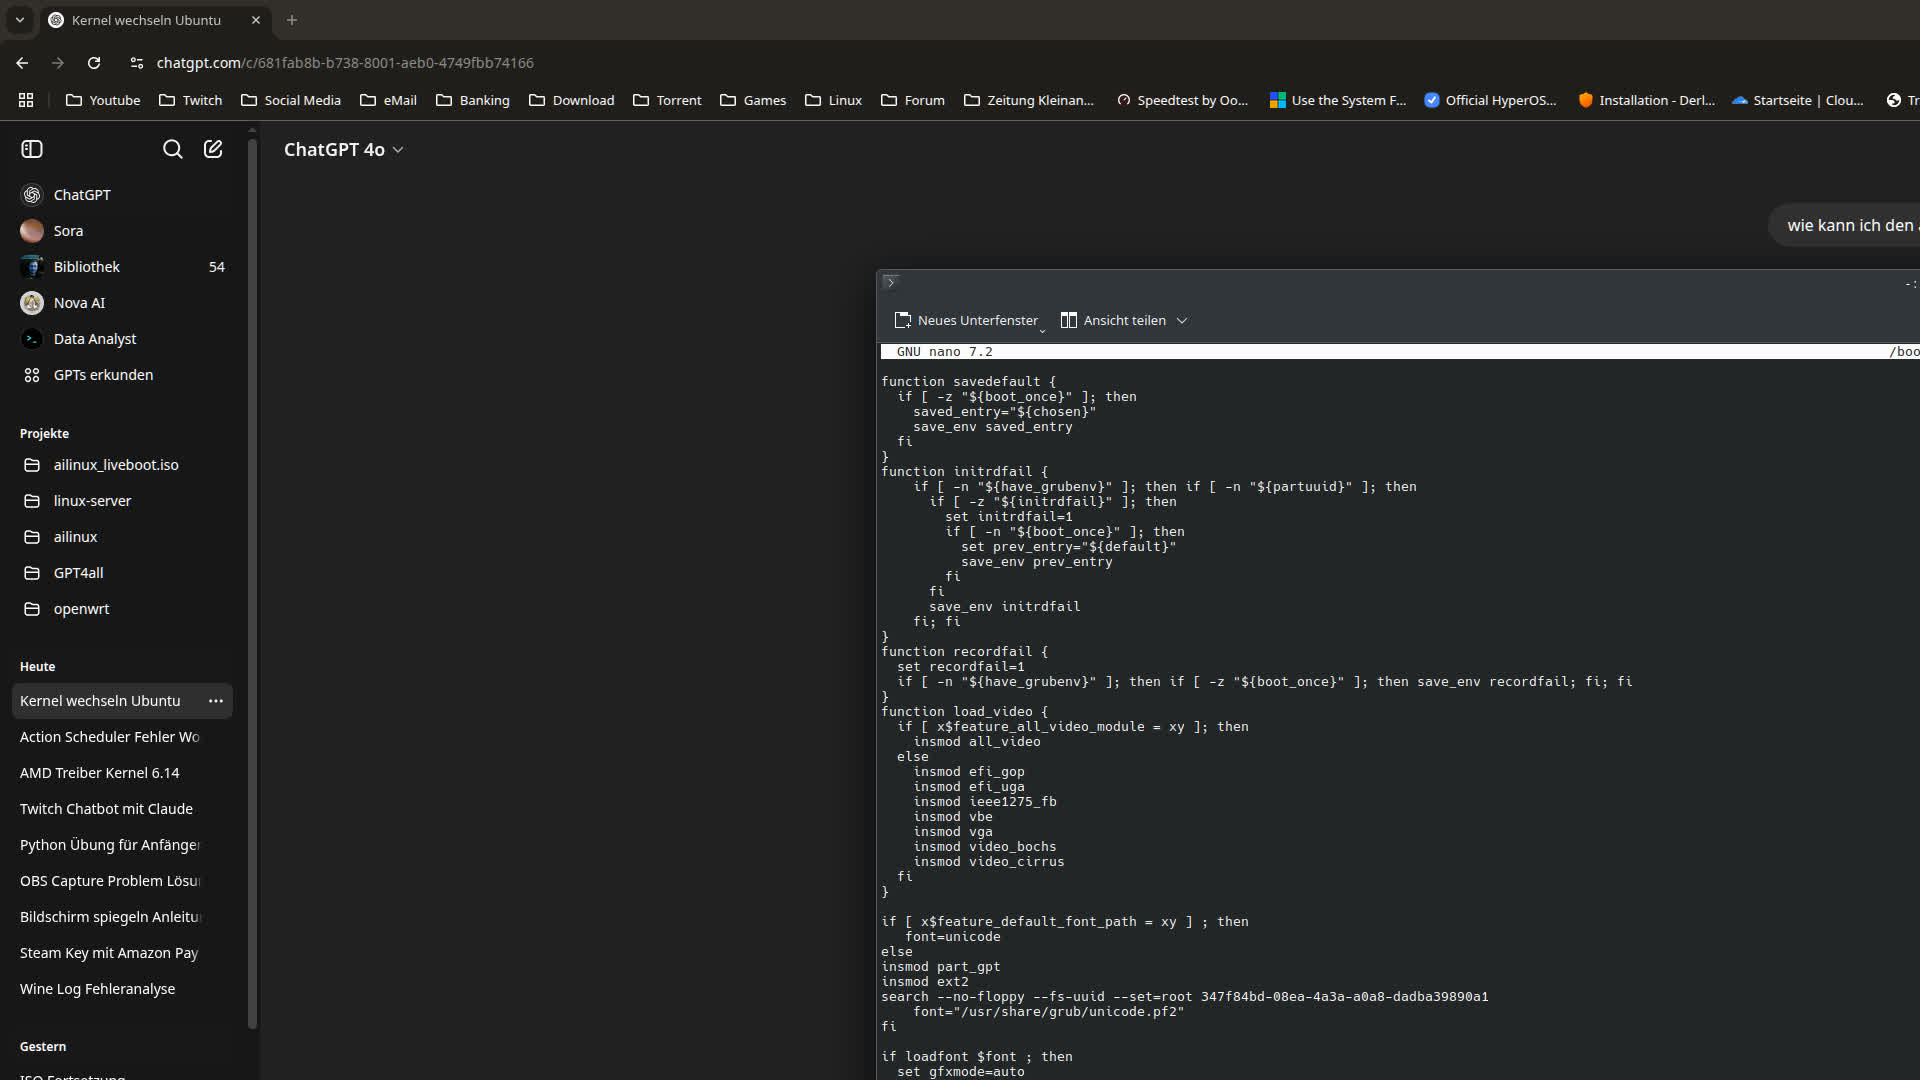 Kernel wechseln Ubuntu
chatgpt.com/c/681fab8b-b738-8001-aeb0-4749fbb74166
Youtube Twitch Social Media eMail Banking Download Torrent Games Linux Forum Zeitung Kleinan... Speedtest by Oo... Use the System F... Official HyperOS... Installation - Derl... Startseite | Clou... Tr
ChatGPT 4o
ChatGPT
Sora
Bibliothek 54
Nova AI
Data Analyst
GPTs erkunden
Projekte
ailinux_liveboot.iso
linux-server
ailinux
GPT4all
openwrt
Heute
Kernel wechseln Ubuntu
Action Scheduler Fehler Wo
AMD Treiber Kernel 6.14
Twitch Chatbot mit Claude
Python Übung für Anfänger
OBS Capture Problem Lösu
Bildschirm spiegeln Anleitu
Steam Key mit Amazon Pay
Wine Log Fehleranalyse
Gestern
ISO Fortsetzung
wie kann ich den
-:
Neues Unterfenster Ansicht teilen
GNU nano 7.2 /boo
function savedefault {
if [ -z "${boot_once}" ]; then
saved_entry="${chosen}"
save_env saved_entry
fi
}
function initrdfail {
if [ -n "${have_grubenv}" ]; then if [ -n "${partuuid}" ]; then
if [ -z "${initrdfail}" ]; then
set initrdfail=1
if [ -n "${boot_once}" ]; then
set prev_entry="${default}"
save_env prev_entry
fi
fi
save_env initrdfail
fi; fi
}
function recordfail {
set recordfail=1
if [ -n "${have_grubenv}" ]; then if [ -z "${boot_once}" ]; then save_env recordfail; fi; fi
}
function load_video {
if [ x$feature_all_video_module = xy ]; then
insmod all_video
else
insmod efi_gop
insmod efi_uga
insmod ieee1275_fb
insmod vbe
insmod vga
insmod video_bochs
insmod video_cirrus
fi
}
if [ x$feature_default_font_path = xy ] ; then
font=unicode
else
insmod part_gpt
insmod ext2
search --no-floppy --fs-uuid --set=root 347f84bd-08ea-4a3a-a0a8-dadba39890a1
font="/usr/share/grub/unicode.pf2"
fi
if loadfont $font ; then
set gfxmode=auto